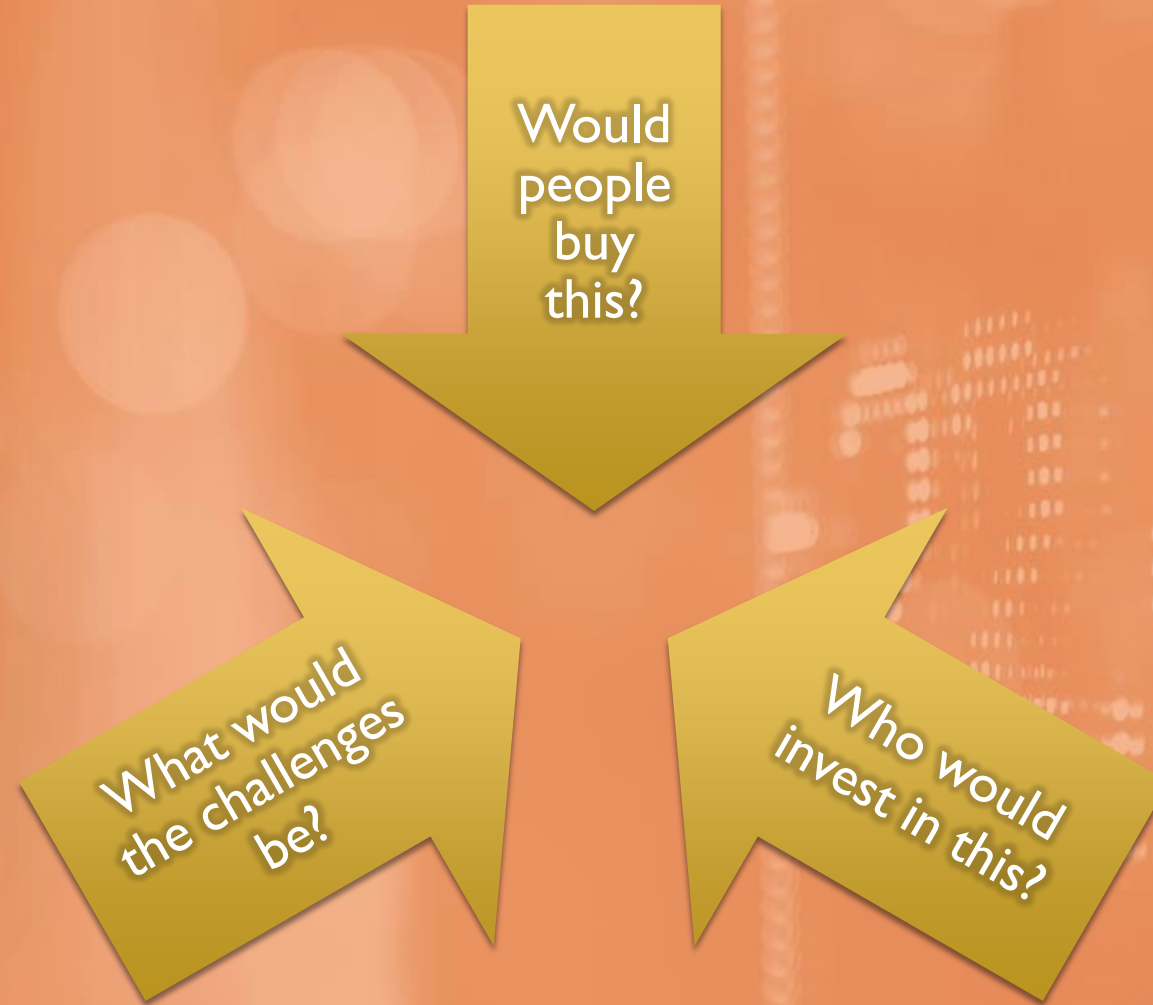 Would
people
buy
this?
What would
the challenges
be?
Who would
invest in this?